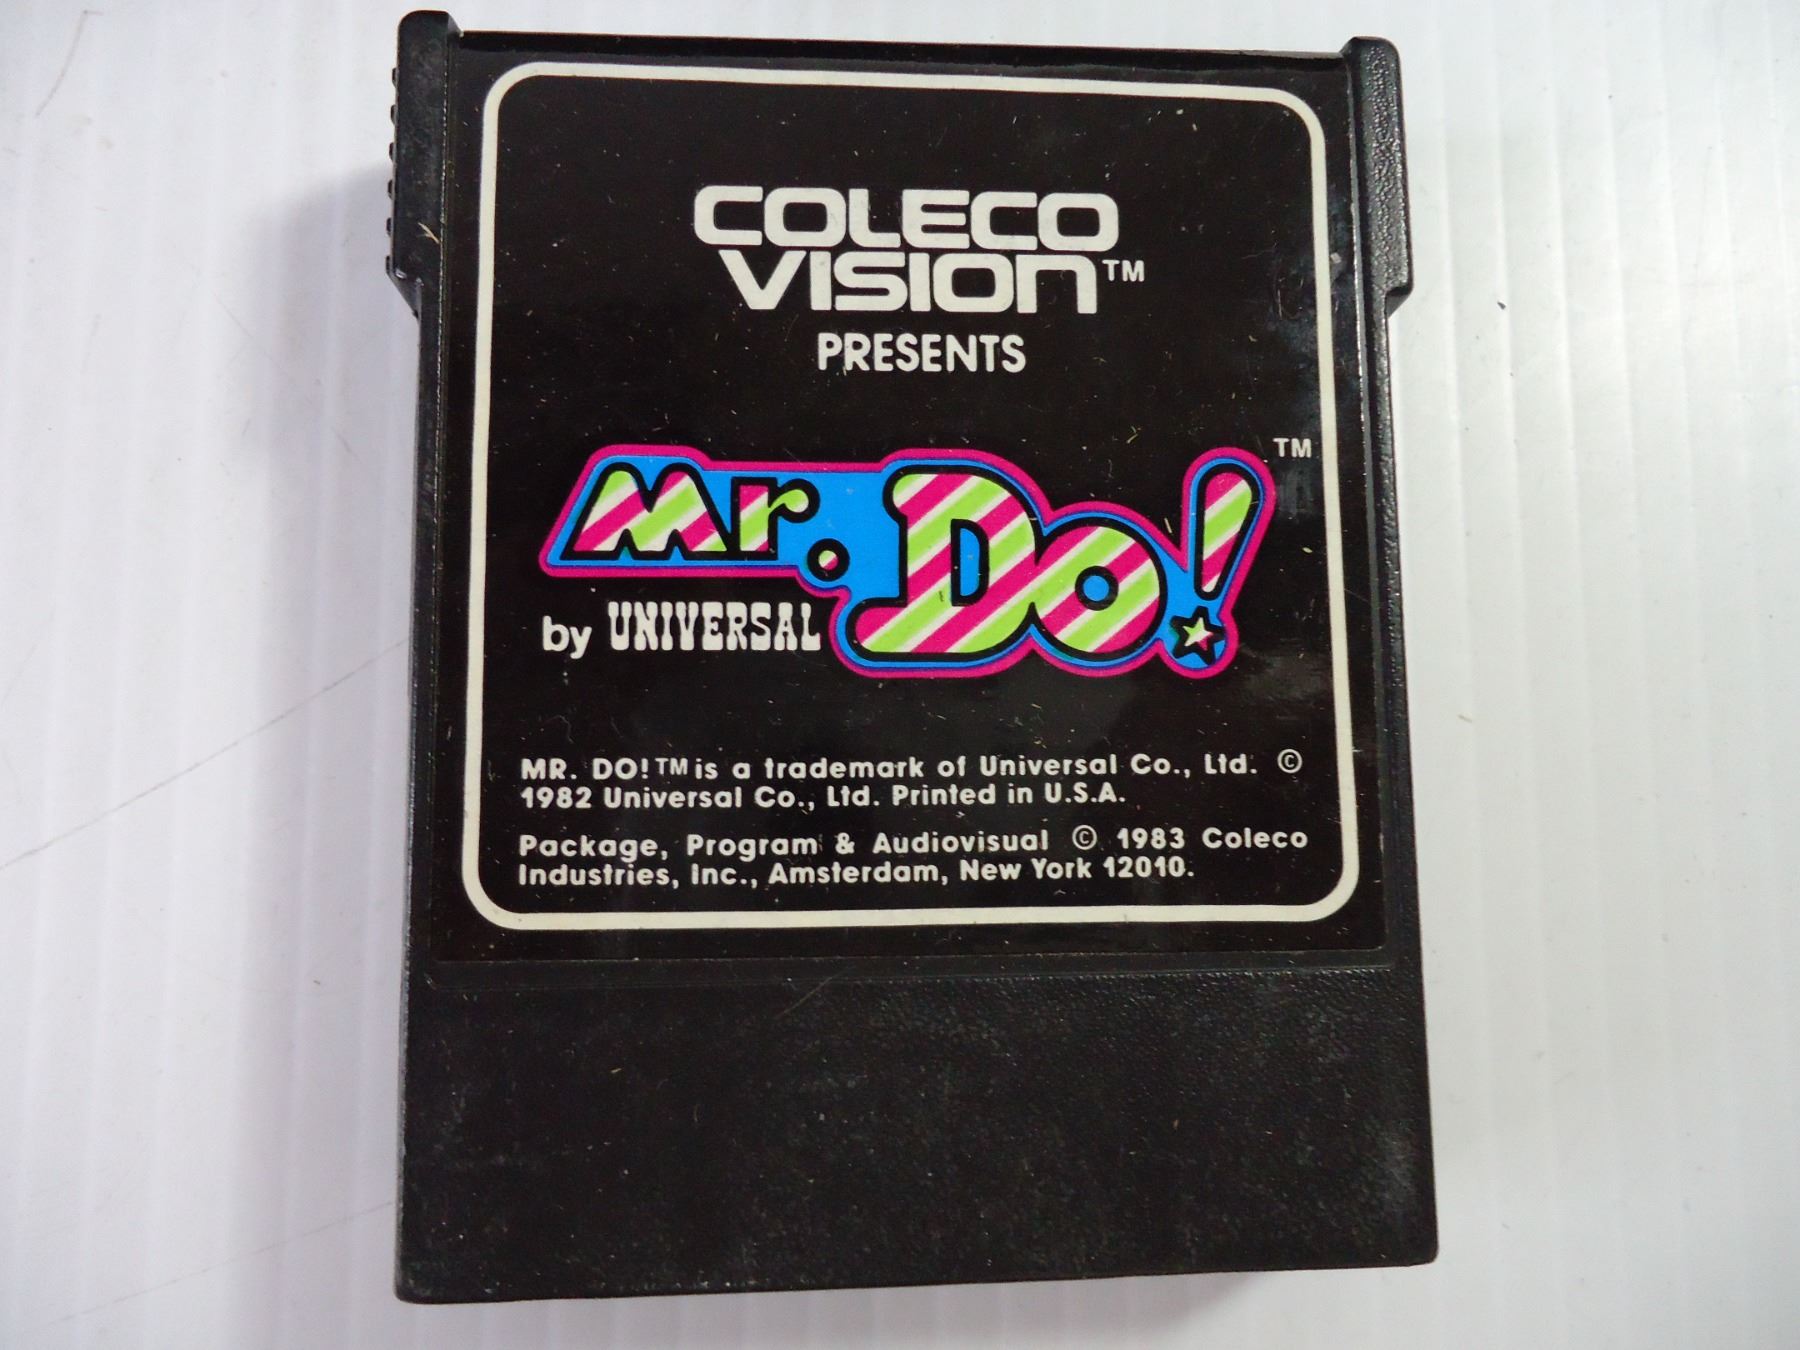 COLECO
VISION™
PRESENTS
Mr. Do!™
by UNIVERSAL
MR. DO!™ is a trademark of Universal Co., Ltd. ©
1982 Universal Co., Ltd. Printed in U.S.A.
Package, Program & Audiovisual © 1983 Coleco
Industries, Inc., Amsterdam, New York 12010.